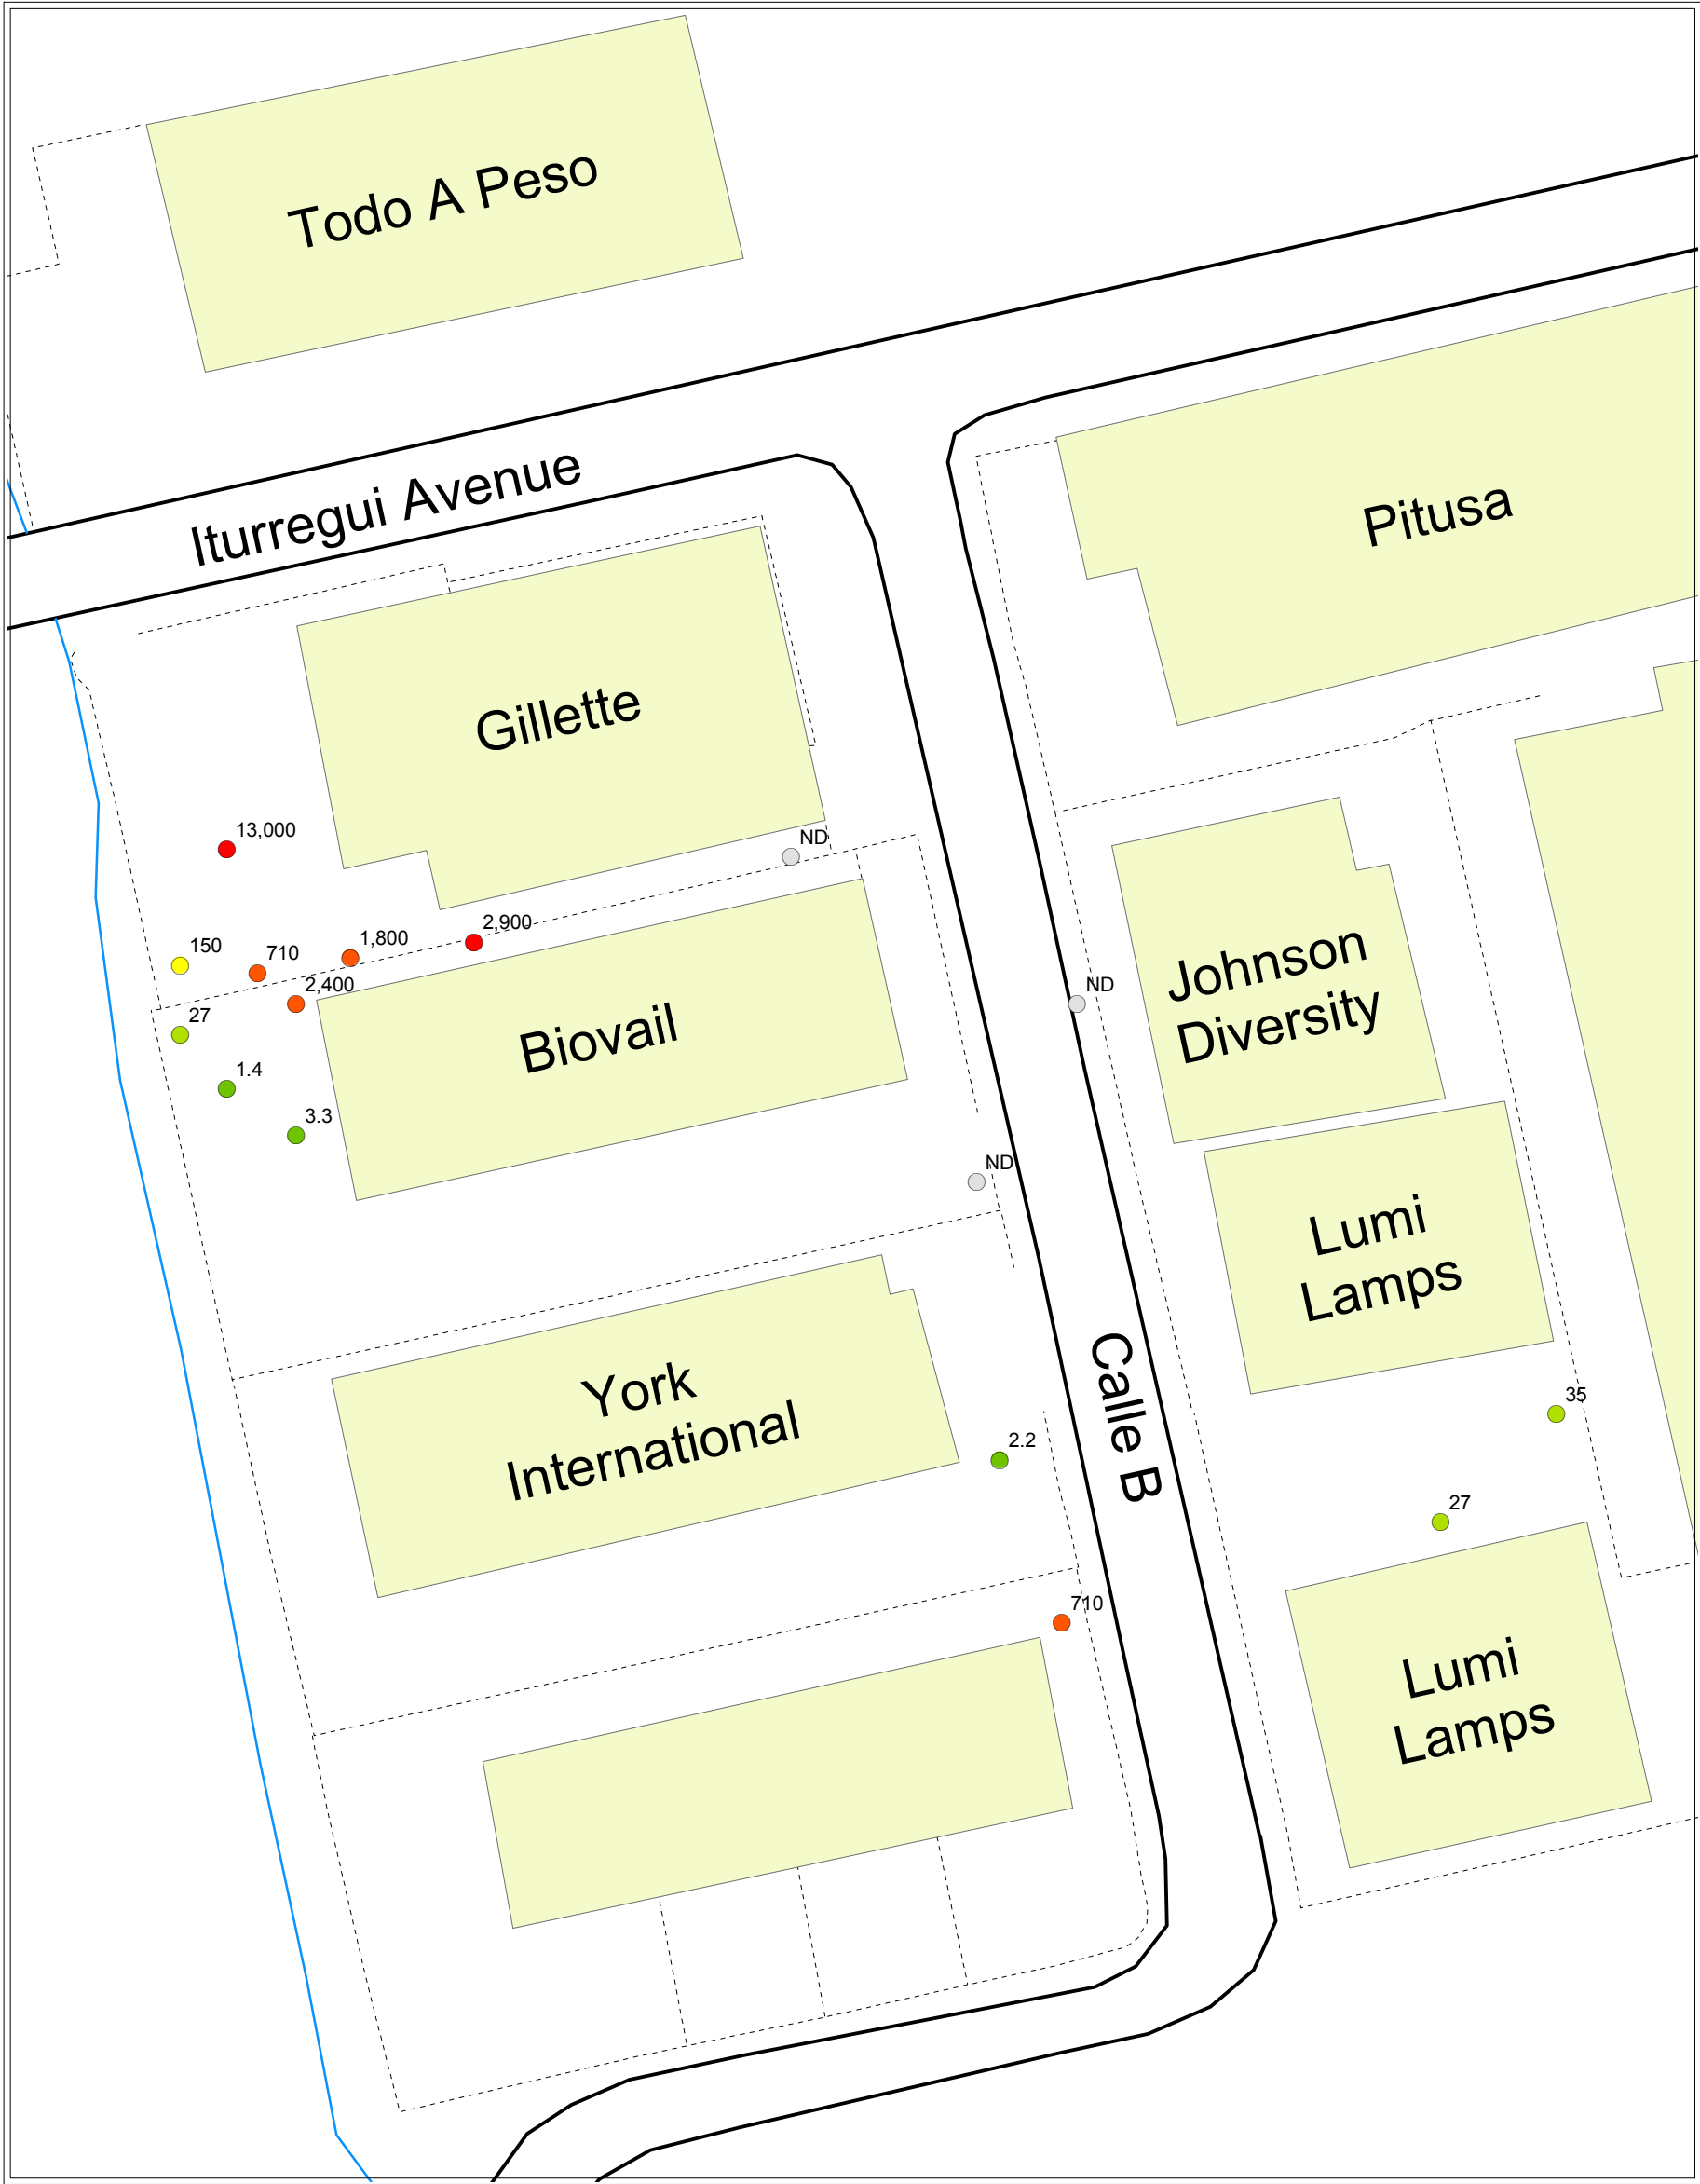 Todo A Peso
Iturregui Avenue
Pitusa
Gillette
13,000
ND
2,900
1,800
150
710
2,400
27
Biovail
1.4
3.3
Johnson
Diversity
ND
ND
Lumi
Lamps
York
International
Calle B
35
2.2
27
710
Lumi
Lamps